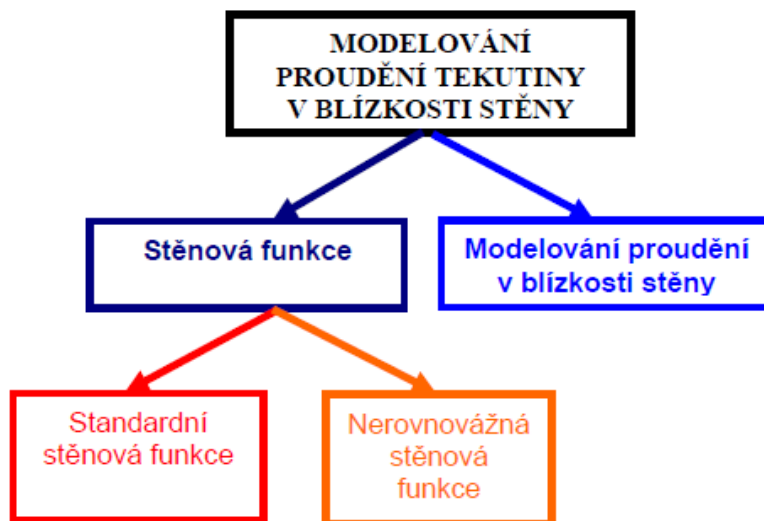 MODELOVÁNÍ
PROUDĚNÍ TEKUTINY
V BLÍZKOSTI STĚNY
Stěnová funkce
Modelování proudění
v blízkosti stěny
Standardní
stěnová funkce
Nerovnovážná
stěnová
funkce